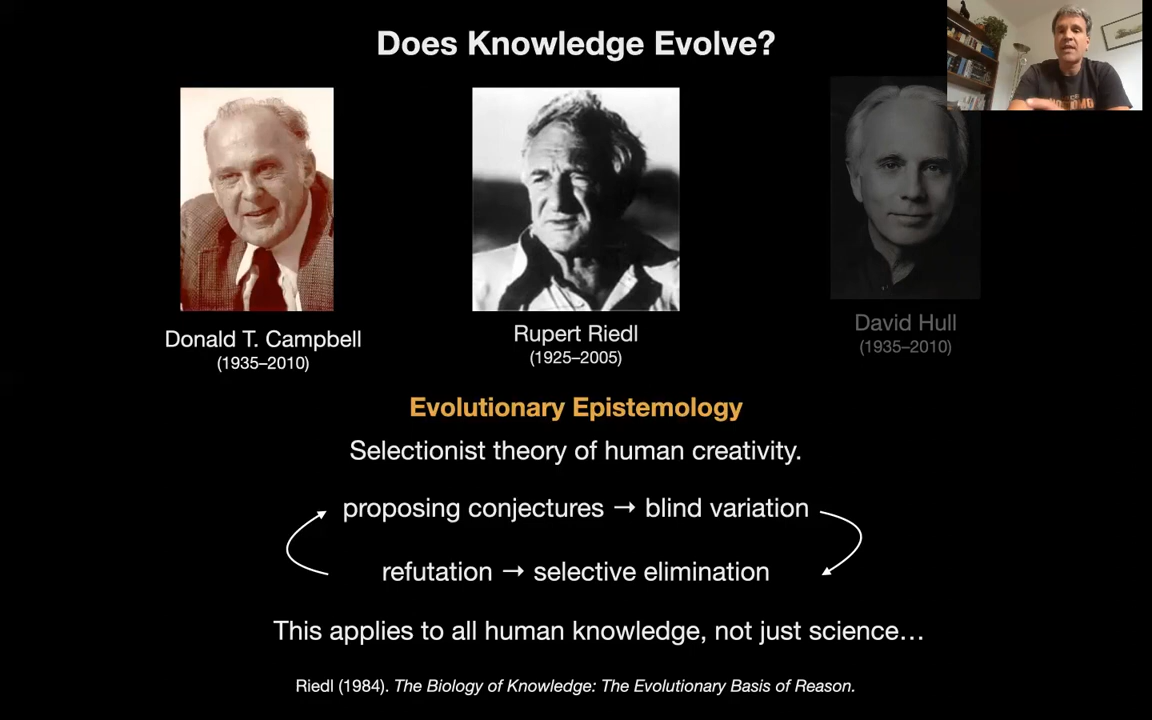 Does Knowledge Evolve?
Donald T. Campbell
(1935–2010)
Rupert Riedl
(1925–2005)
David Hull
(1935–2010)
Evolutionary Epistemology
Selectionist theory of human creativity.
proposing conjectures → blind variation
refutation → selective elimination
This applies to all human knowledge, not just science…
Riedl (1984). The Biology of Knowledge: The Evolutionary Basis of Reason.